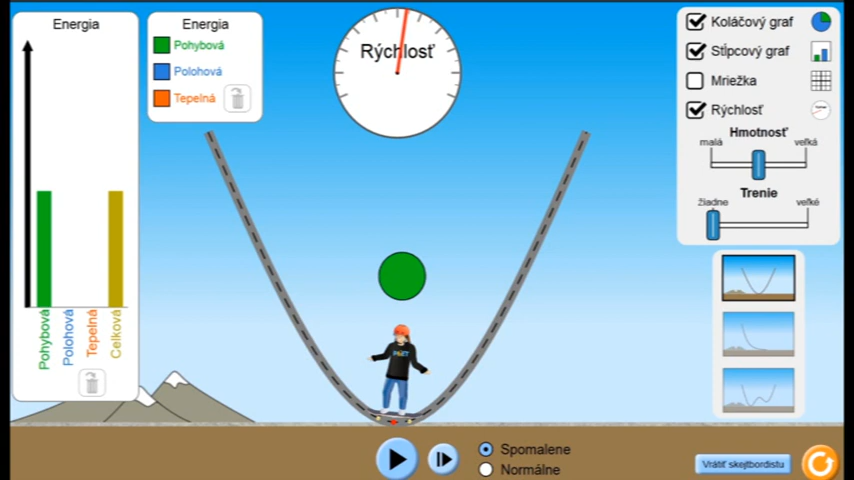 Energia
Pohybová
Polohová
Tepelná
Celková
Energia
Pohybová
Polohová
Tepelná
Rýchlosť
Koláčový graf
Stĺpcový graf
Mriežka
Rýchlosť
Hmotnosť
malá
veľká
Trenie
žiadne
veľké
PhET
Spomalene
Normálne
Vrátiť skejtbordistu